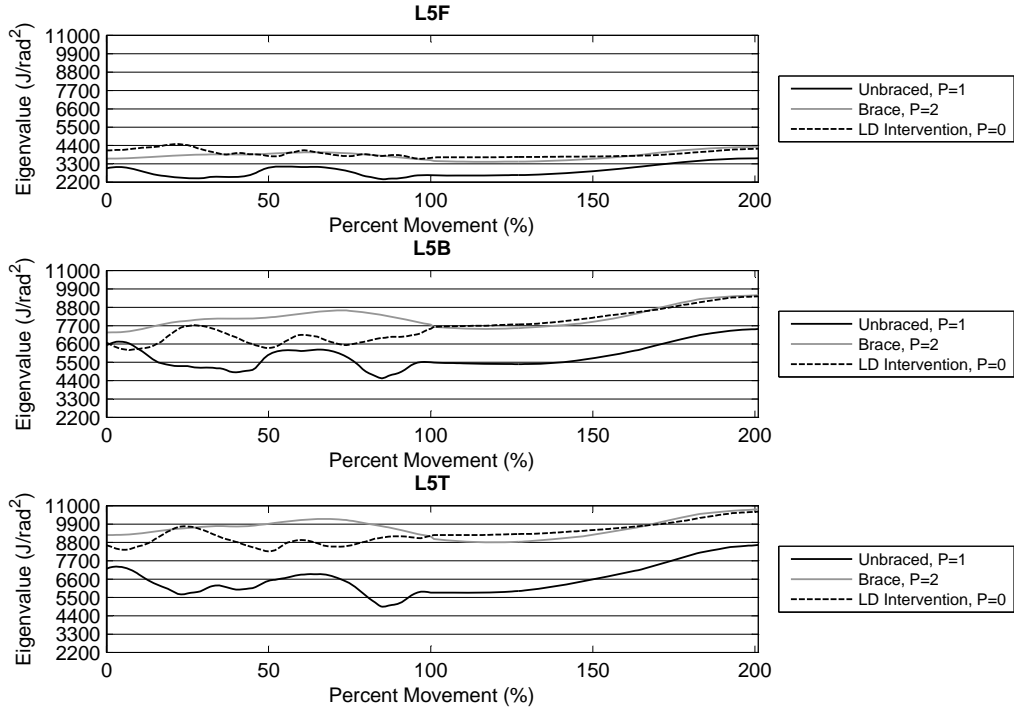 L5F
Eigenvalue (J/rad²)
11000
9900
8800
7700
6600
5500
4400
3300
2200
0 50 100 150 200
Percent Movement (%)
Unbraced, P=1
Brace, P=2
LD Intervention, P=0
L5B
Eigenvalue (J/rad²)
11000
9900
8800
7700
6600
5500
4400
3300
2200
0 50 100 150 200
Percent Movement (%)
Unbraced, P=1
Brace, P=2
LD Intervention, P=0
L5T
Eigenvalue (J/rad²)
11000
9900
8800
7700
6600
5500
4400
3300
2200
0 50 100 150 200
Percent Movement (%)
Unbraced, P=1
Brace, P=2
LD Intervention, P=0